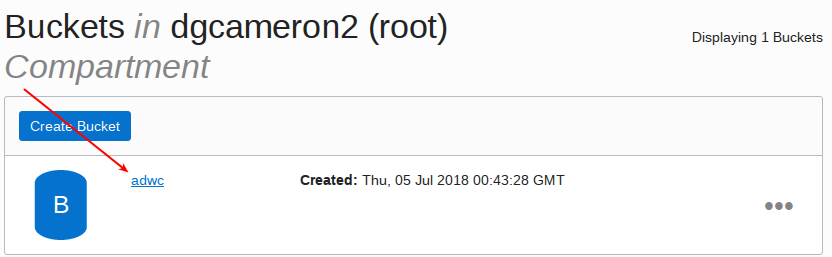 Buckets in dgcameron2 (root)
Compartment
Displaying 1 Buckets
Create Bucket
B
adwc
Created: Thu, 05 Jul 2018 00:43:28 GMT
•••